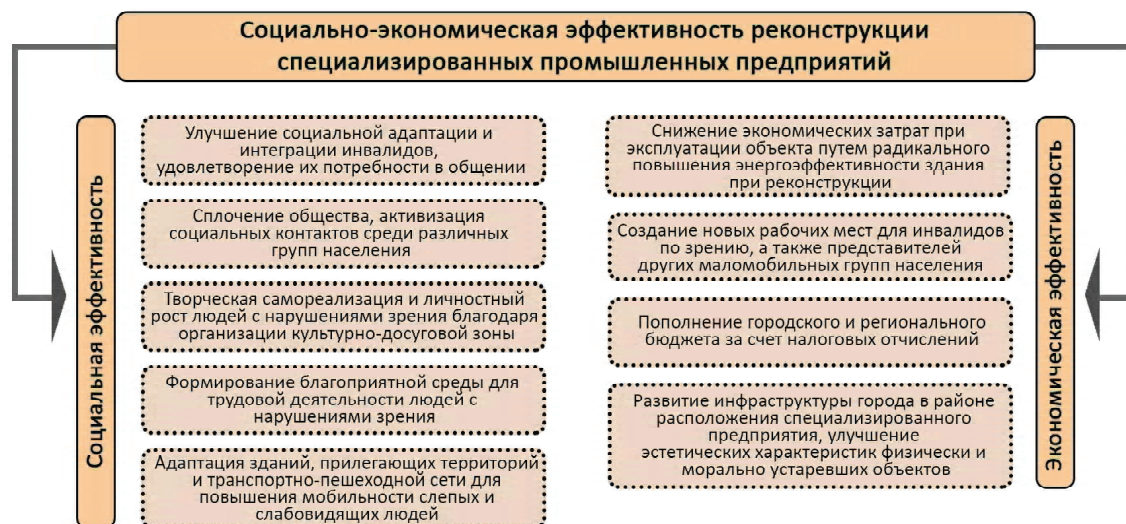 Социально-экономическая эффективность реконструкции
специализированных промышленных предприятий
Социальная эффективность
Улучшение социальной адаптации и
интеграции инвалидов,
удовлетворение их потребности в общении
Сплочение общества, активизация
социальных контактов среди различных
групп населения
Творческая самореализация и личностный
рост людей с нарушениями зрения благодаря
организации культурно-досуговой зоны
Формирование благоприятной среды для
трудовой деятельности людей с
нарушениями зрения
Адаптация зданий, прилегающих территорий
и транспортно-пешеходной сети для
повышения мобильности слепых и
слабовидящих людей
Снижение экономических затрат при
эксплуатации объекта путем радикального
повышения энергоэффективности здания
при реконструкции
Создание новых рабочих мест для инвалидов
по зрению, а также представителей
других маломобильных групп населения
Пополнение городского и регионального
бюджета за счет налоговых отчислений
Развитие инфраструктуры города в районе
расположения специализированного
предприятия, улучшение
эстетических характеристик физически и
морально устаревших объектов
Экономическая эффективность